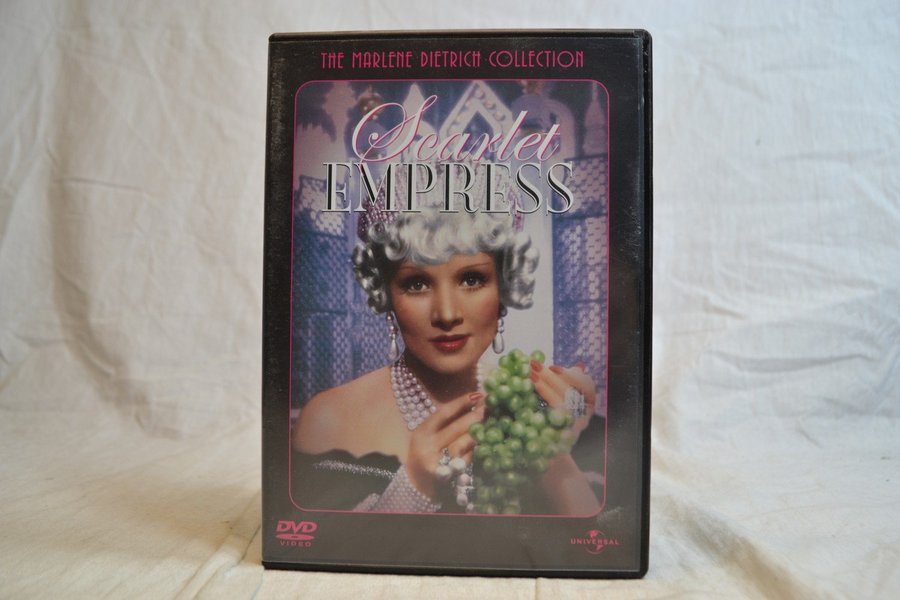 THE MARLENE DIETRICH COLLECTION
Scarlet
EMPRESS
DVD
VIDEO
UNIVERSAL